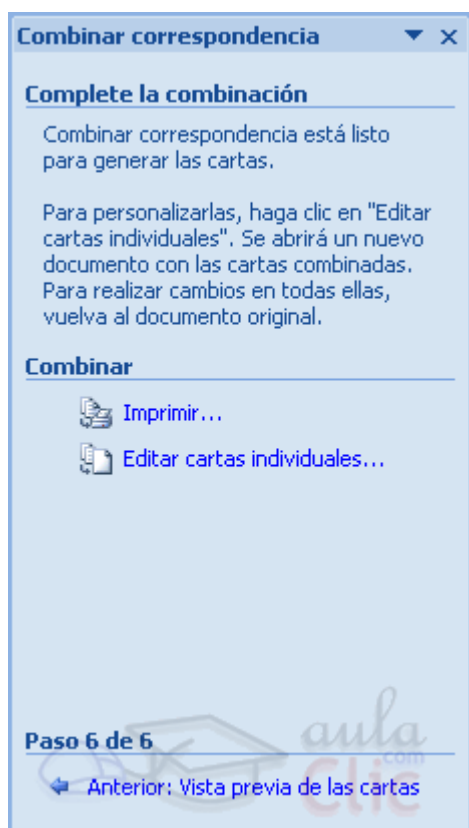 Combinar correspondencia
Complete la combinación
Combinar correspondencia está listo
para generar las cartas.
Para personalizarlas, haga clic en "Editar
cartas individuales". Se abrirá un nuevo
documento con las cartas combinadas.
Para realizar cambios en todas ellas,
vuelva al documento original.
Combinar
Imprimir...
Editar cartas individuales...
Paso 6 de 6
aula
.com
Clic
Anterior: Vista previa de las cartas